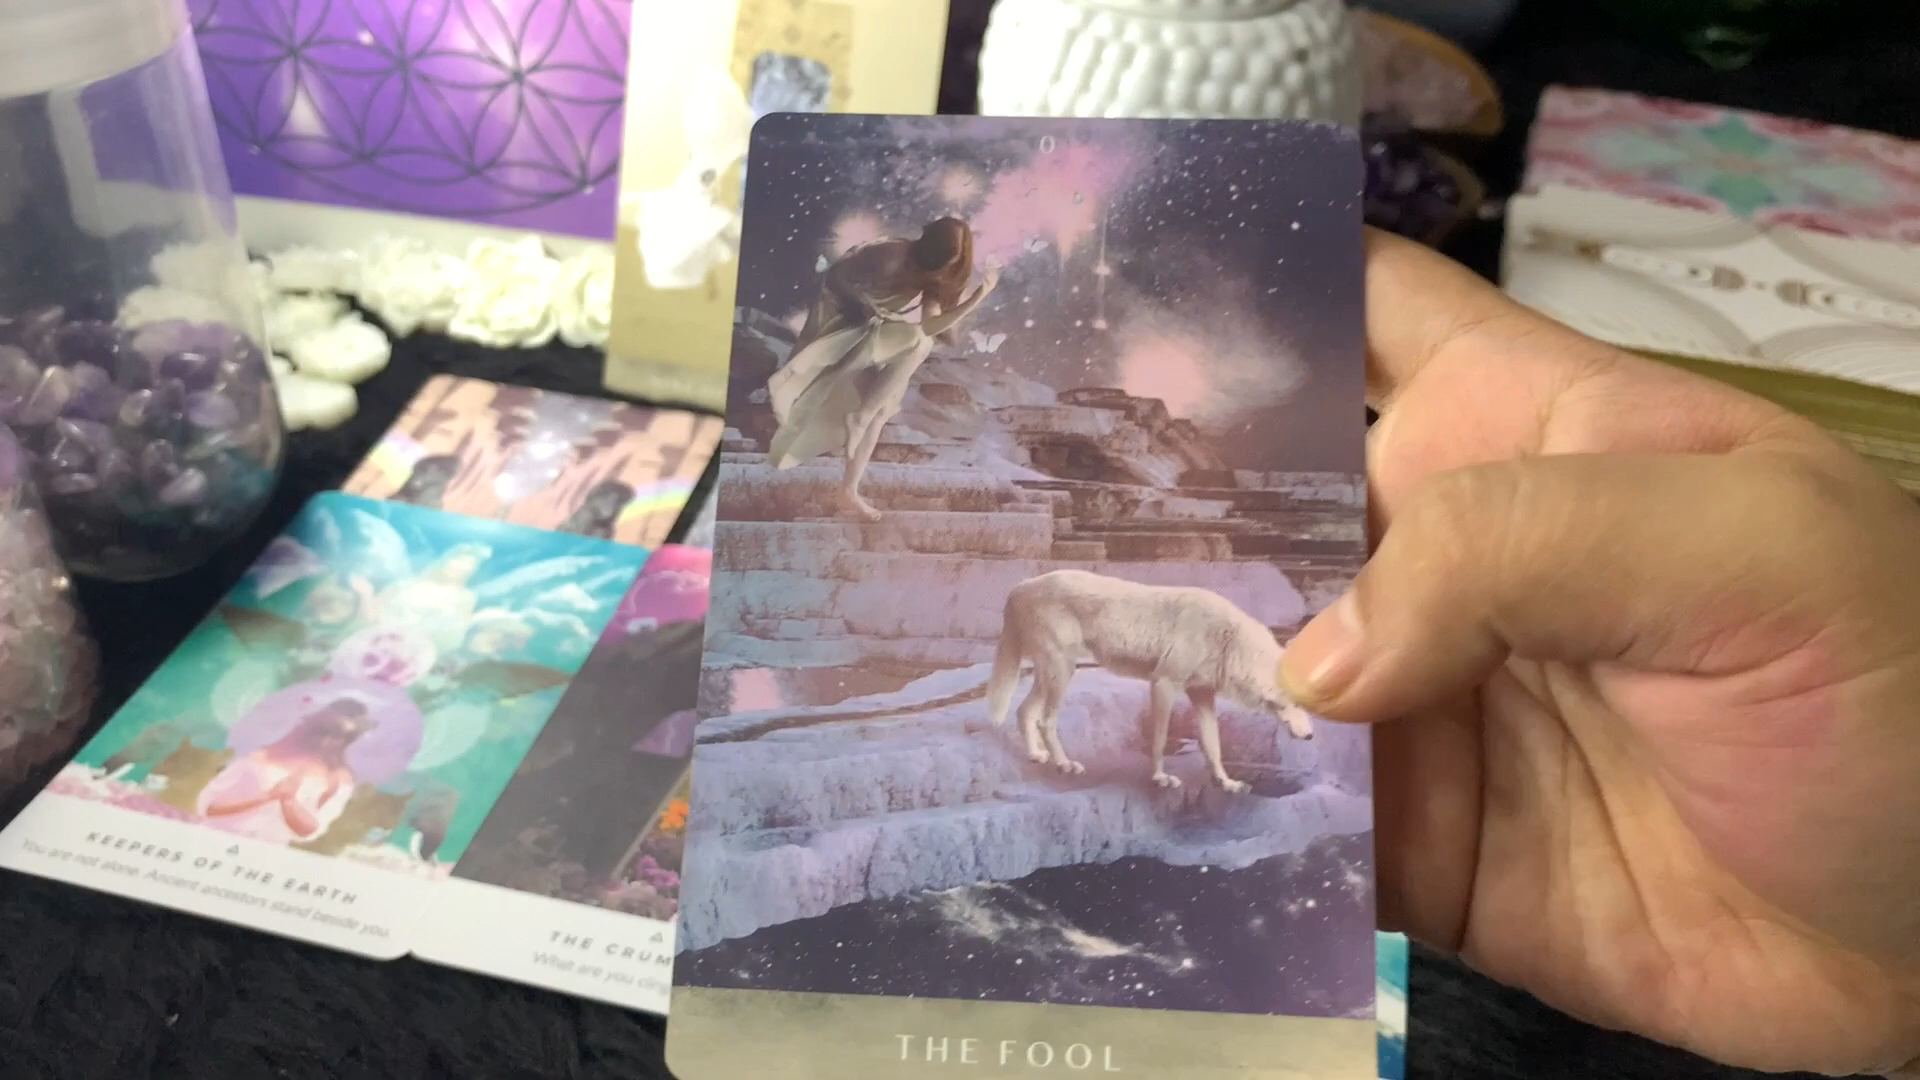 0
THE FOOL
KEEPERS OF THE EARTH
You are not alone. Ancient ancestors stand beside you.
THE CRUM
What are you cling